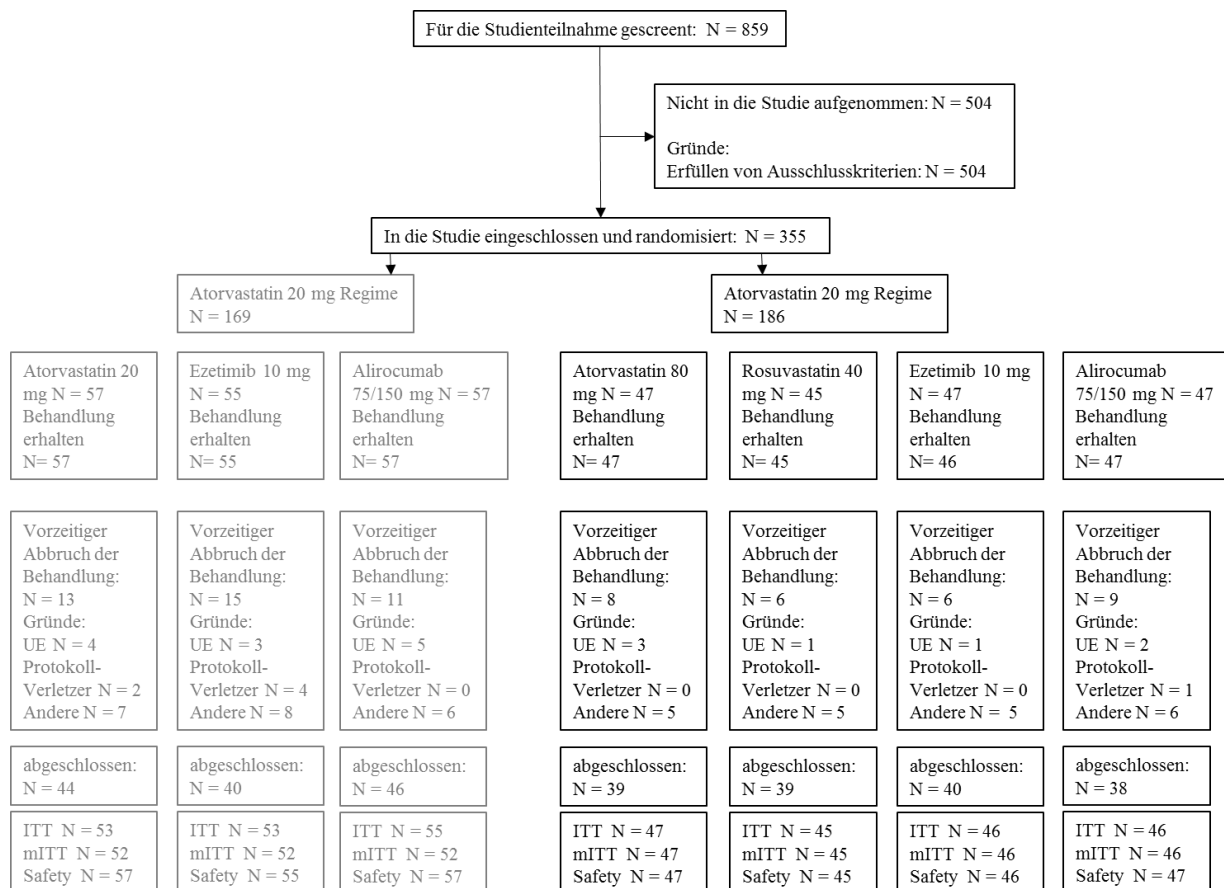 Für die Studienteilnahme gescreent: N = 859
Nicht in die Studie aufgenommen: N = 504
Gründe:
Erfüllen von Ausschlusskriterien: N = 504
In die Studie eingeschlossen und randomisiert: N = 355
Atorvastatin 20 mg Regime
N = 169
Atorvastatin 20 mg Regime
N = 186
Atorvastatin 20
mg N = 57
Behandlung
erhalten
N= 57
Ezetimib 10 mg
N = 55
Behandlung
erhalten
N= 55
Alirocumab
75/150 mg N = 57
Behandlung
erhalten
N= 57
Atorvastatin 80
mg N = 47
Behandlung
erhalten
N= 47
Rosuvastatin 40
mg N = 45
Behandlung
erhalten
N= 45
Ezetimib 10 mg
N = 47
Behandlung
erhalten
N= 46
Alirocumab
75/150 mg N = 47
Behandlung
erhalten
N= 47
Vorzeitiger
Abbruch der
Behandlung:
N = 13
Gründe:
UE N = 4
Protokoll-
Verletzer N = 2
Andere N = 7
Vorzeitiger
Abbruch der
Behandlung:
N = 15
Gründe:
UE N = 3
Protokoll-
Verletzer N = 4
Andere N = 8
Vorzeitiger
Abbruch der
Behandlung:
N = 11
Gründe:
UE N = 5
Protokoll-
Verletzer N = 0
Andere N = 6
Vorzeitiger
Abbruch der
Behandlung:
N = 8
Gründe:
UE N = 3
Protokoll-
Verletzer N = 0
Andere N = 5
Vorzeitiger
Abbruch der
Behandlung:
N = 6
Gründe:
UE N = 1
Protokoll-
Verletzer N = 0
Andere N = 5
Vorzeitiger
Abbruch der
Behandlung:
N = 6
Gründe:
UE N = 1
Protokoll-
Verletzer N = 0
Andere N = 5
Vorzeitiger
Abbruch der
Behandlung:
N = 9
Gründe:
UE N = 2
Protokoll-
Verletzer N = 1
Andere N = 6
abgeschlossen:
N = 44
abgeschlossen:
N = 40
abgeschlossen:
N = 46
abgeschlossen:
N = 39
abgeschlossen:
N = 39
abgeschlossen:
N = 40
abgeschlossen:
N = 38
ITT N = 53
mITT N = 52
Safety N = 57
ITT N = 53
mITT N = 52
Safety N = 55
ITT N = 55
mITT N = 52
Safety N = 57
ITT N = 47
mITT N = 47
Safety N = 47
ITT N = 45
mITT N = 45
Safety N = 45
ITT N = 46
mITT N = 46
Safety N = 46
ITT N = 46
mITT N = 46
Safety N = 47